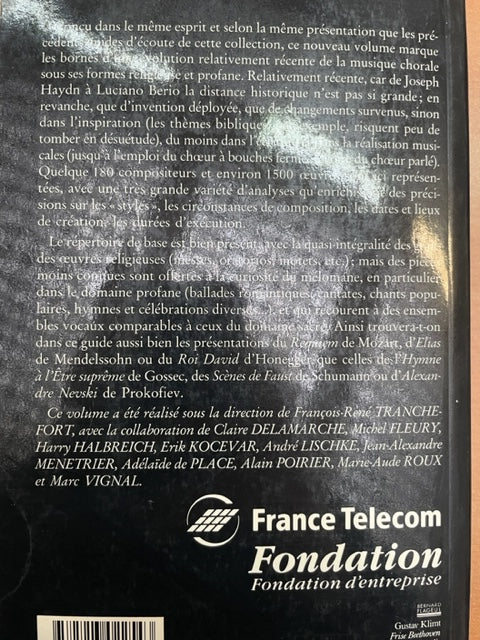 Conçu dans le même esprit et selon la même présentation que les pré-
cédents guides d'écoute de cette collection, ce nouveau volume marque
les bornes d'une évolution relativement récente de la musique chorale
sous ses formes religieuse et profane. Relativement récente, car de Joseph
Haydn à Luciano Berio la distance historique n'est pas si grande; en
revanche, que d'invention déployée, que de changements survenus, sinon
dans l'inspiration (les thèmes bibliques, par exemple, risquent peu de
tomber en désuétude), du moins dans l'écriture, dans la réalisation musi-
cales (jusqu'à l'emploi du chœur à bouches fermées du chœur parlé).
Quelque 180 compositeurs et environ 1500 œuvres sont ici représen-
tées, avec une très grande variété d'analyses qu'enrichissent des préci-
sions sur les « styles », les circonstances de composition, les dates et lieux
de création, les durées d'exécution.
Le répertoire de base est bien présent, avec la quasi-intégralité des
des œuvres religieuses (messes, oratorios, motets, etc.); mais des pièces
moins connues sont offertes à la curiosité du mélomane, en particulier
dans le domaine profane (ballades romantiques, cantates, chants popu-
laires, hymnes et célébrations diverses...), et qui recourent à des ensem-
bles vocaux comparables à ceux du domaine sacré. Ainsi trouvera-t-on
dans ce guide aussi bien les présentations du Requiem de Mozart, d'Elias
de Mendelssohn ou du Roi David d'Honegger que celles de l'Hymne
à l'Être suprême de Gossec, des Scènes de Faust de Schumann ou d'Alexan-
dre Nevski de Prokofiev.
Ce volume a été réalisé sous la direction de François-René TRANCHE-
FORT, avec la collaboration de Claire DELAMARCHE, Michel FLEURY,
Harry HALBREICH, Erik KOCEVAR, André LISCHKE, Jean-Alexandre
MENETRIER, Adélaïde de PLACE, Alain POIRIER, Marie-Aude ROUX
et Marc VIGNAL.
France Telecom
Fondation
Fondation d'entreprise
BERNARD
FLAGEUL
Gustav Klimt
Frise Beethoven